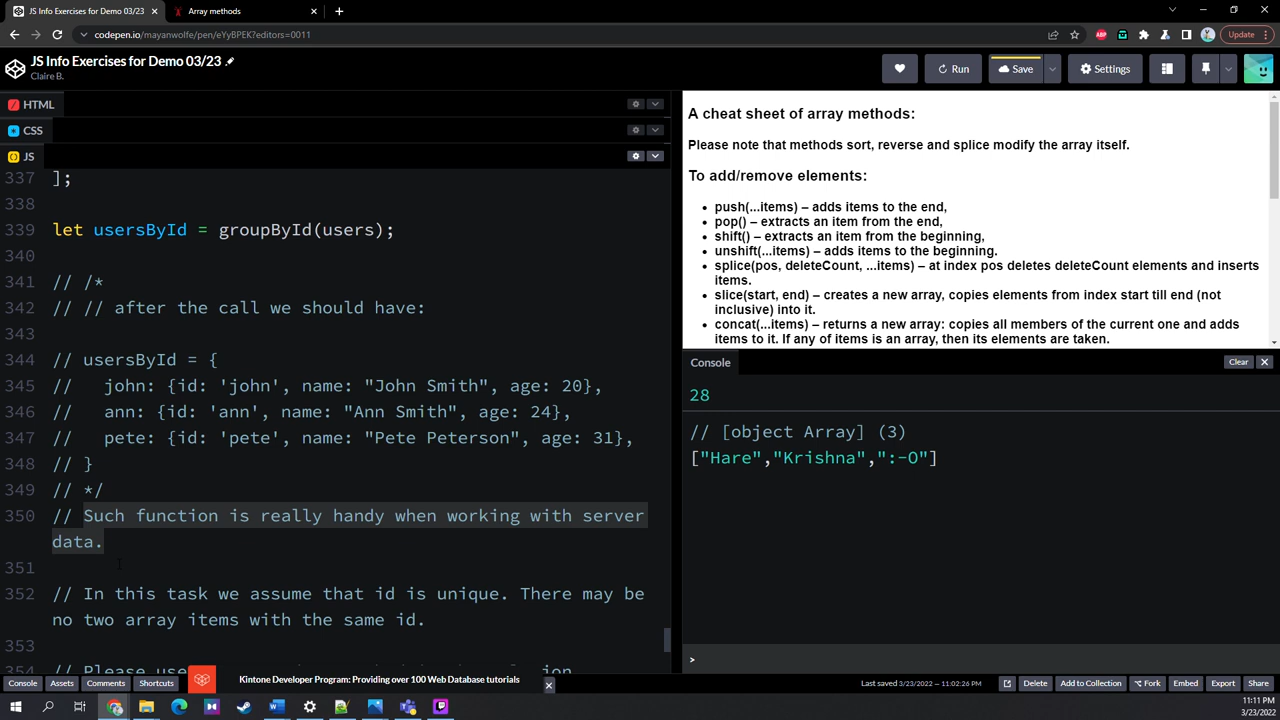 JS Info Exercises for Demo 03/23
Array methods
codepen.io/mayanwolfe/pen/eYyBPEK?editors=0011
ABP
Update
JS Info Exercises for Demo 03/23
Claire B.
Run
Save
Settings
HTML
CSS
JS
337 ];
338
339 let usersById = groupById(users);
340
341 // /*
342 // // after the call we should have:
343
344 // usersById = {
345 //   john: {id: 'john', name: "John Smith", age: 20},
346 //   ann: {id: 'ann', name: "Ann Smith", age: 24},
347 //   pete: {id: 'pete', name: "Pete Peterson", age: 31},
348 // }
349 // */
350 // Such function is really handy when working with server
data.
351
352 // In this task we assume that id is unique. There may be
no two array items with the same id.
353
354 // Please use
A cheat sheet of array methods:
Please note that methods sort, reverse and splice modify the array itself.
To add/remove elements:
• push(...items) – adds items to the end,
• pop() – extracts an item from the end,
• shift() – extracts an item from the beginning,
• unshift(...items) – adds items to the beginning.
• splice(pos, deleteCount, ...items) – at index pos deletes deleteCount elements and inserts
items.
• slice(start, end) – creates a new array, copies elements from index start till end (not
inclusive) into it.
• concat(...items) – returns a new array: copies all members of the current one and adds
items to it. If any of items is an array, then its elements are taken.
Console
Clear
28
// [object Array] (3)
["Hare","Krishna",":-O"]
>
Kintone Developer Program: Providing over 100 Web Database tutorials
Console
Assets
Comments
Shortcuts
Last saved 3/23/2022 — 11:02:26 PM
Delete
Add to Collection
Fork
Embed
Export
Share
11:11 PM
3/23/2022